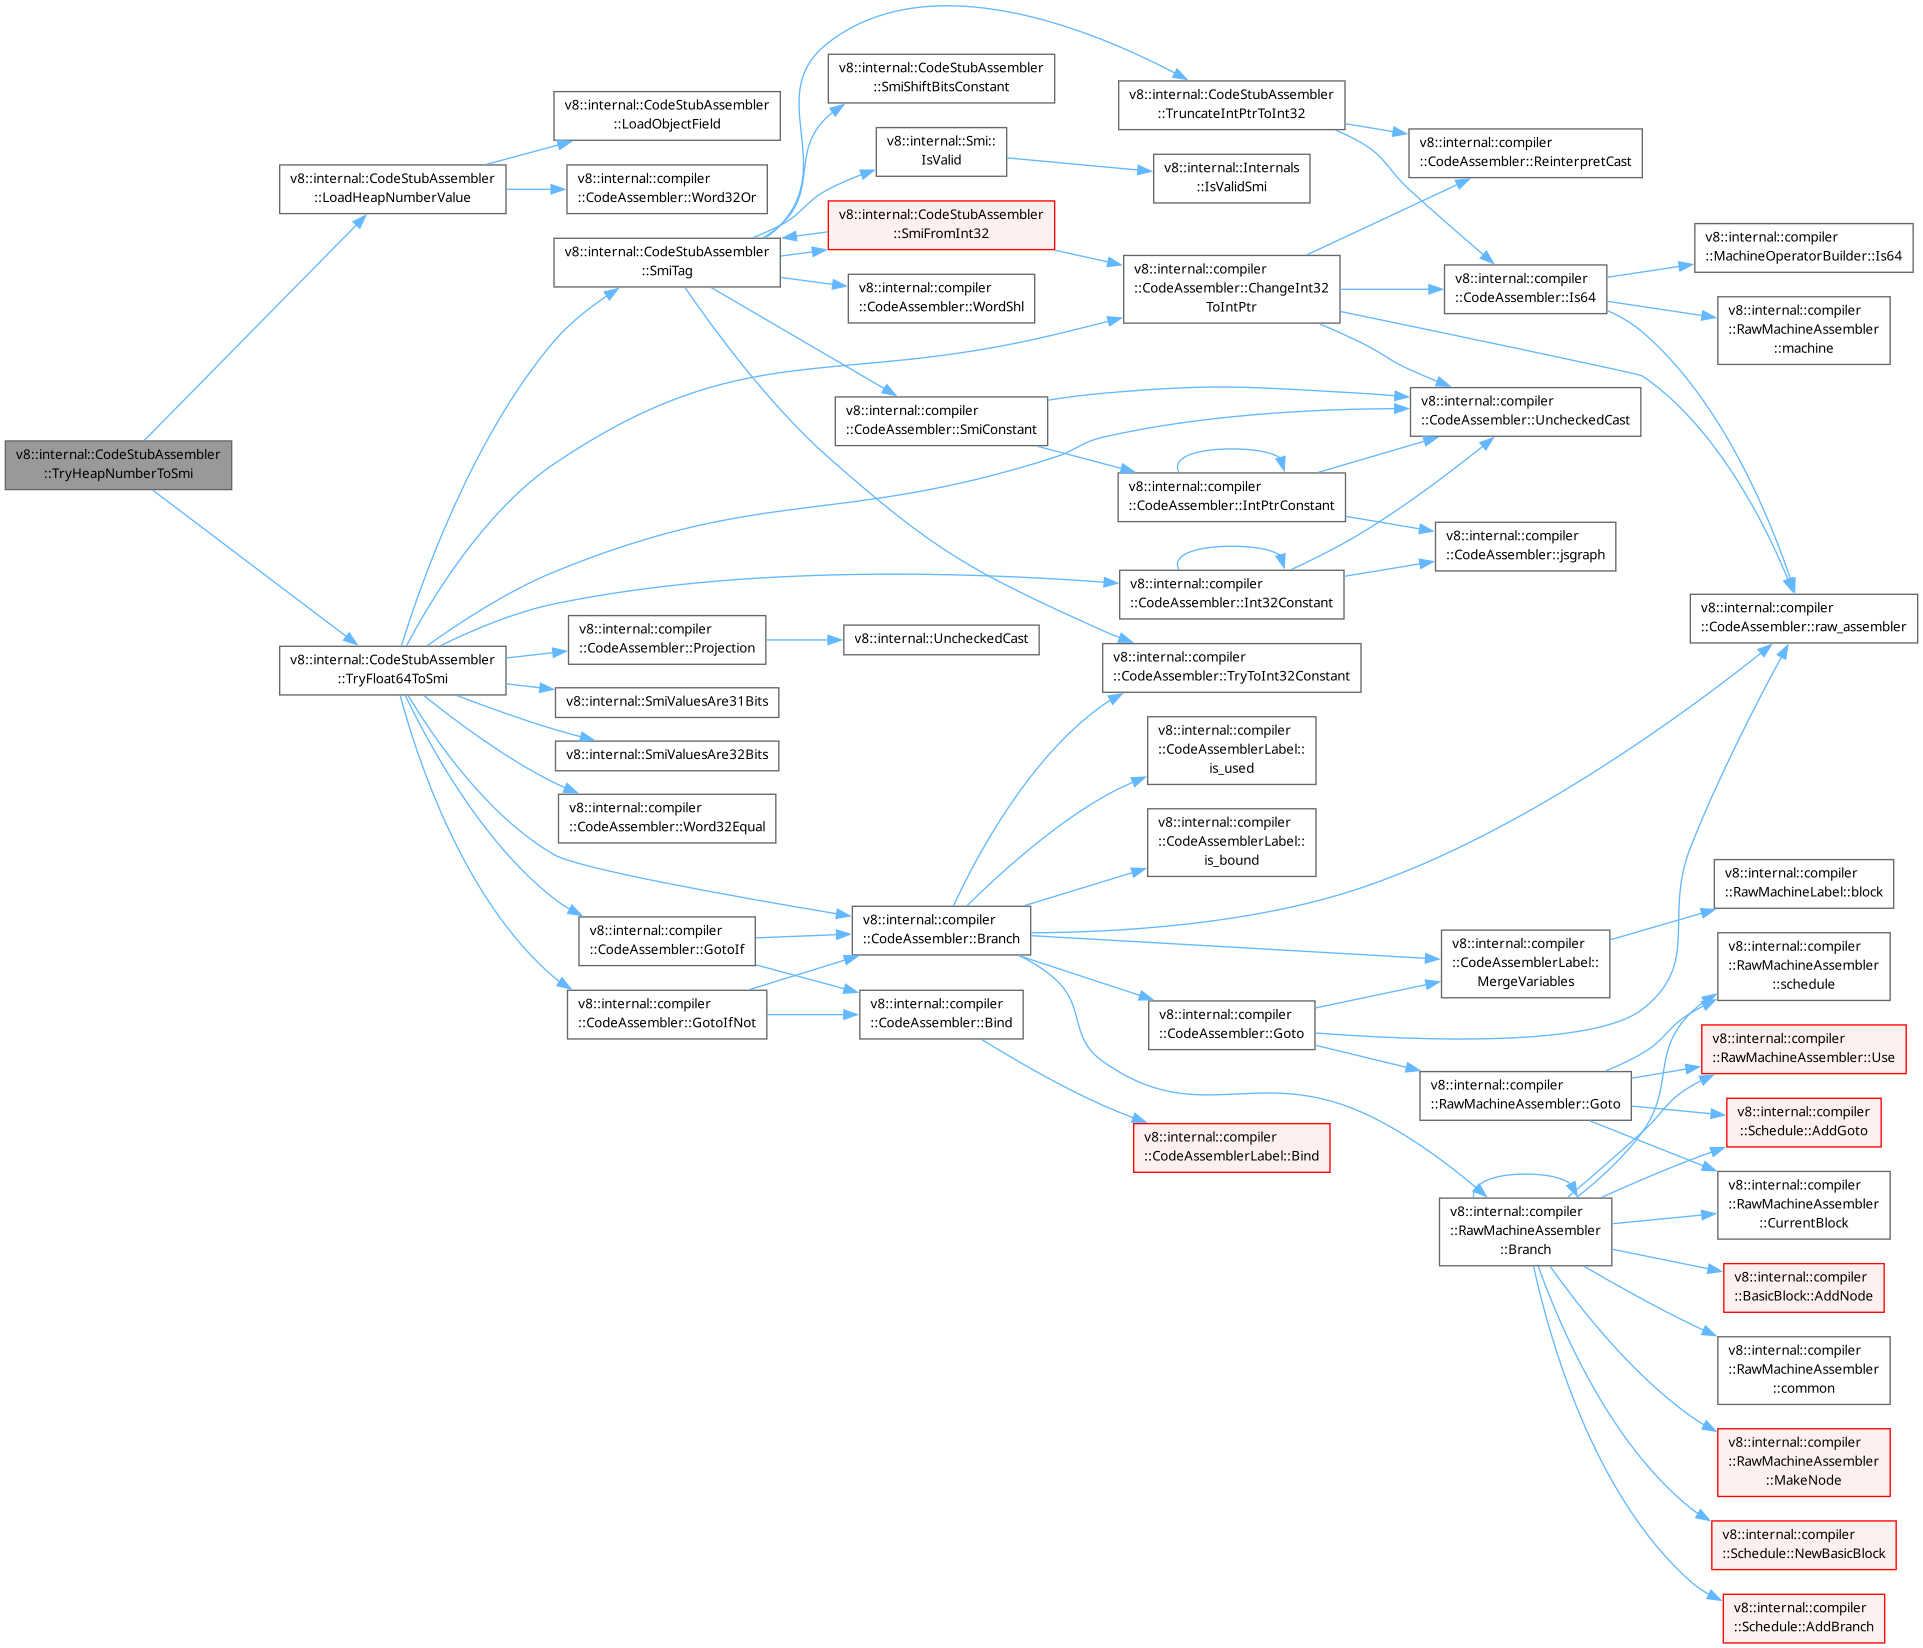 v8::internal::CodeStubAssembler
::TryHeapNumberToSmi
v8::internal::CodeStubAssembler
::LoadHeapNumberValue
v8::internal::CodeStubAssembler
::TryFloat64ToSmi
v8::internal::CodeStubAssembler
::LoadObjectField
v8::internal::compiler
::CodeAssembler::Word32Or
v8::internal::CodeStubAssembler
::SmiTag
v8::internal::compiler
::CodeAssembler::Projection
v8::internal::SmiValuesAre31Bits
v8::internal::SmiValuesAre32Bits
v8::internal::compiler
::CodeAssembler::Word32Equal
v8::internal::compiler
::CodeAssembler::GotoIf
v8::internal::compiler
::CodeAssembler::GotoIfNot
v8::internal::CodeStubAssembler
::SmiShiftBitsConstant
v8::internal::Smi::
IsValid
v8::internal::CodeStubAssembler
::SmiFromInt32
v8::internal::compiler
::CodeAssembler::WordShl
v8::internal::compiler
::CodeAssembler::SmiConstant
v8::internal::UncheckedCast
v8::internal::compiler
::CodeAssembler::Branch
v8::internal::compiler
::CodeAssembler::Bind
v8::internal::CodeStubAssembler
::TruncateIntPtrToInt32
v8::internal::Internals
::IsValidSmi
v8::internal::compiler
::CodeAssembler::ChangeInt32
ToIntPtr
v8::internal::compiler
::CodeAssembler::IntPtrConstant
v8::internal::compiler
::CodeAssembler::Int32Constant
v8::internal::compiler
::CodeAssembler::TryToInt32Constant
v8::internal::compiler
::CodeAssemblerLabel::
is_used
v8::internal::compiler
::CodeAssemblerLabel::
is_bound
v8::internal::compiler
::CodeAssembler::Goto
v8::internal::compiler
::CodeAssemblerLabel::Bind
v8::internal::compiler
::CodeAssembler::ReinterpretCast
v8::internal::compiler
::CodeAssembler::Is64
v8::internal::compiler
::CodeAssembler::UncheckedCast
v8::internal::compiler
::CodeAssembler::jsgraph
v8::internal::compiler
::CodeAssemblerLabel::
MergeVariables
v8::internal::compiler
::RawMachineAssembler::Goto
v8::internal::compiler
::RawMachineAssembler
::Branch
v8::internal::compiler
::MachineOperatorBuilder::Is64
v8::internal::compiler
::RawMachineAssembler
::machine
v8::internal::compiler
::CodeAssembler::raw_assembler
v8::internal::compiler
::RawMachineLabel::block
v8::internal::compiler
::RawMachineAssembler
::schedule
v8::internal::compiler
::RawMachineAssembler::Use
v8::internal::compiler
::Schedule::AddGoto
v8::internal::compiler
::RawMachineAssembler
::CurrentBlock
v8::internal::compiler
::BasicBlock::AddNode
v8::internal::compiler
::RawMachineAssembler
::common
v8::internal::compiler
::RawMachineAssembler
::MakeNode
v8::internal::compiler
::Schedule::NewBasicBlock
v8::internal::compiler
::Schedule::AddBranch